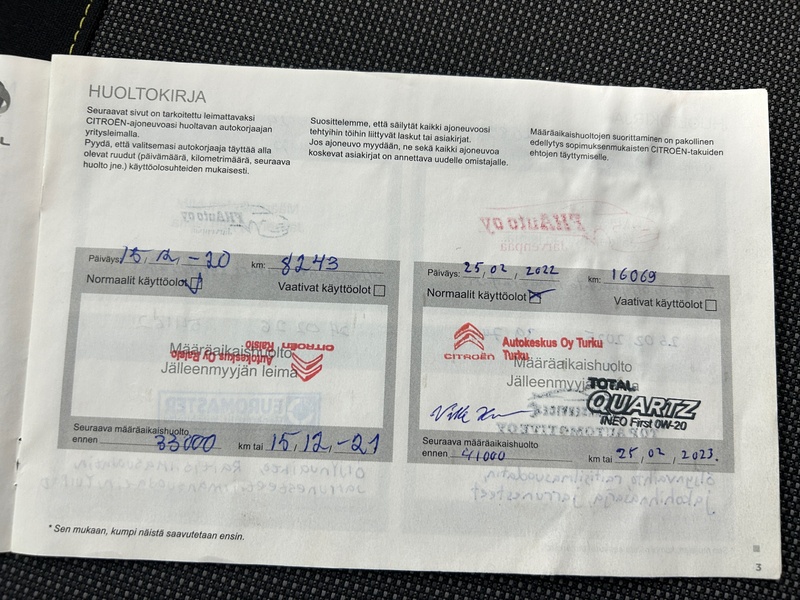 HUOLTOKIRJA
Seuraavat sivut on tarkoitettu leimattavaksi
CITROËN-ajoneuvoasi huoltavan autokorjaajan
yritysleimalla.
Pyydä, että valitsemasi autokorjaaja täyttää alla
olevat ruudut (päivämäärä, kilometrimäärä, seuraava
huolto jne.) käyttöolosuhteiden mukaisesti.
Suosittelemme, että säilytät kaikki ajoneuvoosi
tehtyihin töihin liittyvät laskut tai asiakirjat.
Jos ajoneuvo myydään, ne sekä kaikki ajoneuvoa
koskevat asiakirjat on annettava uudelle omistajalle.
Määräaikaishuoltojen suorittaminen on pakollinen
edellytys sopimuksenmukaisten CITROËN-takuiden
ehtojen täyttymiselle.
Päiväys: 15,12,-20 km: 8243
Normaalit käyttöolot Vaativat käyttöolot
CITROËN
Autokeskus Oy Raisio
Raisio
Määräaikaishuolto
Jälleenmyyjän leima
Seuraava määräaikaishuolto
ennen 33000 km tai 15,12,-21
Päiväys: 25,02,2022 km: 16069
Normaalit käyttöolot Vaativat käyttöolot
CITROËN
Autokeskus Oy Turku
Turku
Määräaikaishuolto
Jälleenmyyjän
TOTAL
QUARTZ
INEO First 0W-20
Seuraava määräaikaishuolto
ennen 41000 km tai 25,02,2023.
* Sen mukaan, kumpi näistä saavutetaan ensin.
3